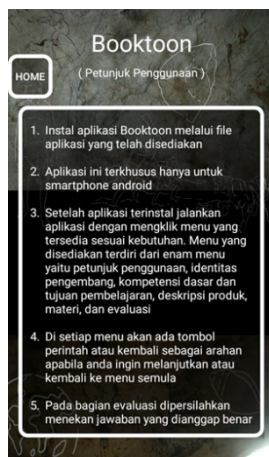 Booktoon
HOME
( Petunjuk Penggunaan )
1. Instal aplikasi Booktoon melalui file
aplikasi yang telah disediakan
2. Aplikasi ini terkhusus hanya untuk
smartphone android
3. Setelah aplikasi terinstal jalankan
aplikasi dengan mengklik menu yang
tersedia sesuai kebutuhan. Menu yang
disediakan terdiri dari enam menu
yaitu petunjuk penggunaan, identitas
pengembang, kompetensi dasar dan
tujuan pembelajaran, deskripsi produk,
materi, dan evaluasi
4. Di setiap menu akan ada tombol
perintah atau kembali sebagai arahan
apabila anda ingin melanjutkan atau
kembali ke menu semula
5. Pada bagian evaluasi dipersilahkan
menekan jawaban yang dianggap benar